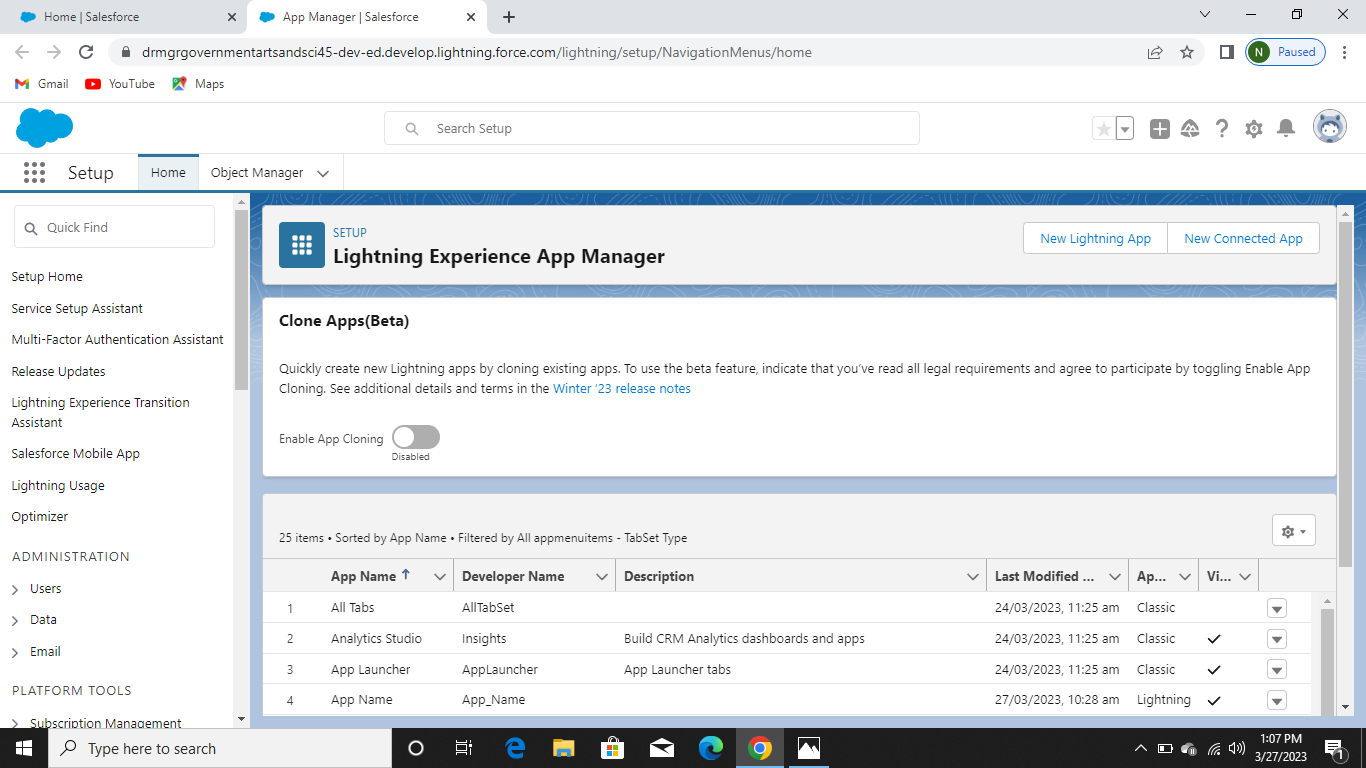 Home | Salesforce
App Manager | Salesforce
drmgrgovernmentartsandsci45-dev-ed.develop.lightning.force.com/lightning/setup/NavigationMenus/home
N Paused
Gmail YouTube Maps
Search Setup
Setup Home Object Manager
Quick Find
Setup Home
Service Setup Assistant
Multi-Factor Authentication Assistant
Release Updates
Lightning Experience Transition
Assistant
Salesforce Mobile App
Lightning Usage
Optimizer
ADMINISTRATION
Users
Data
Email
PLATFORM TOOLS
Subscription Management
SETUP
Lightning Experience App Manager
New Lightning App New Connected App
Clone Apps(Beta)
Quickly create new Lightning apps by cloning existing apps. To use the beta feature, indicate that you've read all legal requirements and agree to participate by toggling Enable App
Cloning. See additional details and terms in the Winter '23 release notes
Enable App Cloning
Disabled
25 items • Sorted by App Name • Filtered by All appmenuitems - TabSet Type
App Name Developer Name Description Last Modified ... Ap... Vi...
1 All Tabs AllTabSet 24/03/2023, 11:25 am Classic
2 Analytics Studio Insights Build CRM Analytics dashboards and apps 24/03/2023, 11:25 am Classic
3 App Launcher AppLauncher App Launcher tabs 24/03/2023, 11:25 am Classic
4 App Name App_Name 27/03/2023, 10:28 am Lightning
Type here to search
1:07 PM
3/27/2023
1